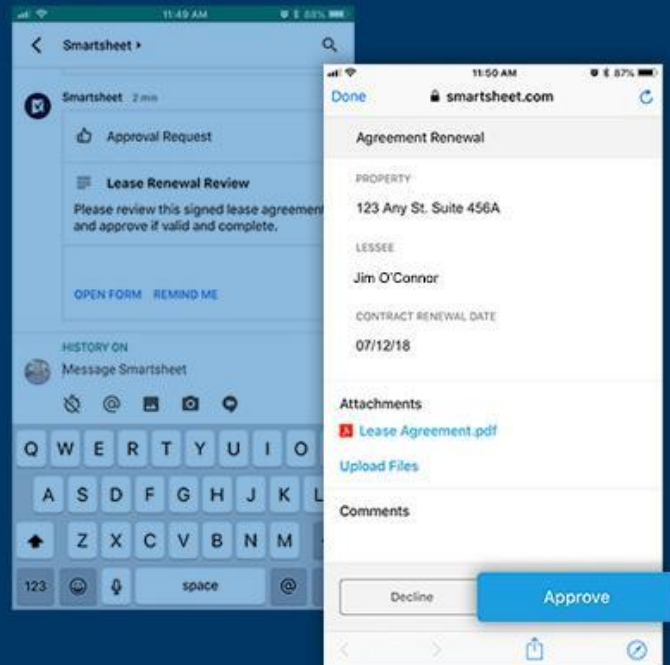 11:49 AM
Smartsheet
Smartsheet 2 min
Approval Request
Lease Renewal Review
Please review this signed lease agreement
and approve if valid and complete.
OPEN FORM REMIND ME
HISTORY ON
Message Smartsheet
Q W E R T Y U I O
A S D F G H J K L
Z X C V B N M
123 space @
11:50 AM 87%
Done smartsheet.com
Agreement Renewal
PROPERTY
123 Any St. Suite 456A
LESSEE
Jim O'Connor
CONTRACT RENEWAL DATE
07/12/18
Attachments
Lease Agreement.pdf
Upload Files
Comments
Decline Approve